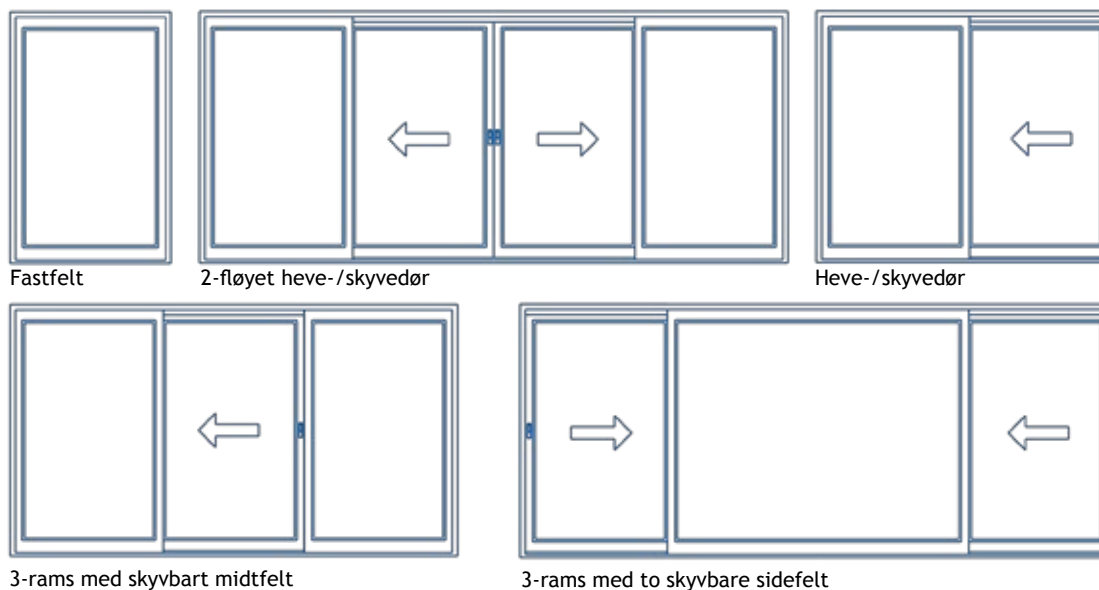 Fastfelt
2-fløyet heve-/skyvedør
Heve-/skyvedør
3-rams med skyvbart midtfelt
3-rams med to skyvbare sidefelt